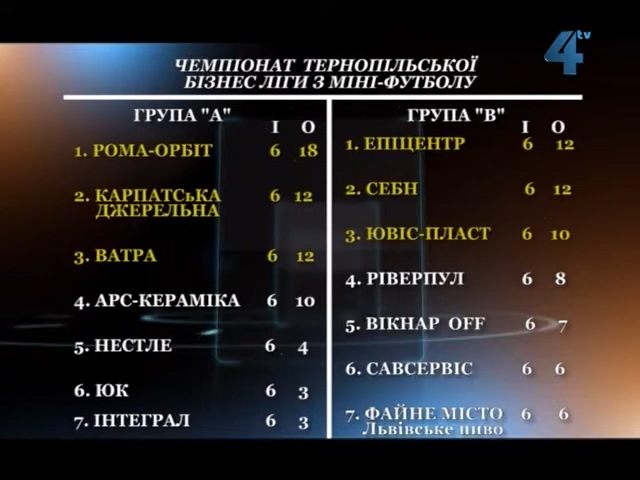 ЧЕМПІОНАТ ТЕРНОПІЛЬСЬКОЇ
БІЗНЕС ЛІГИ З МІНІ-ФУТБОЛУ
4 tv
ГРУПА "А"
І О
1. РОМА-ОРБІТ 6 18
2. КАРПАТСьКА 6 12
ДЖЕРЕЛЬНА
3. ВАТРА 6 12
4. АРС-КЕРАМІКА 6 10
5. НЕСТЛЕ 6 4
6. ЮК 6 3
7. ІНТЕГРАЛ 6 3
ГРУПА "В"
І О
1. ЕПІЦЕНТР 6 12
2. СЕБН 6 12
3. ЮВІС-ПЛАСТ 6 10
4. РІВЕРПУЛ 6 8
5. ВІКНАР OFF 6 7
6. САВСЕРВІС 6 6
7. ФАЙНЕ МІСТО 6 6
Львівське пиво